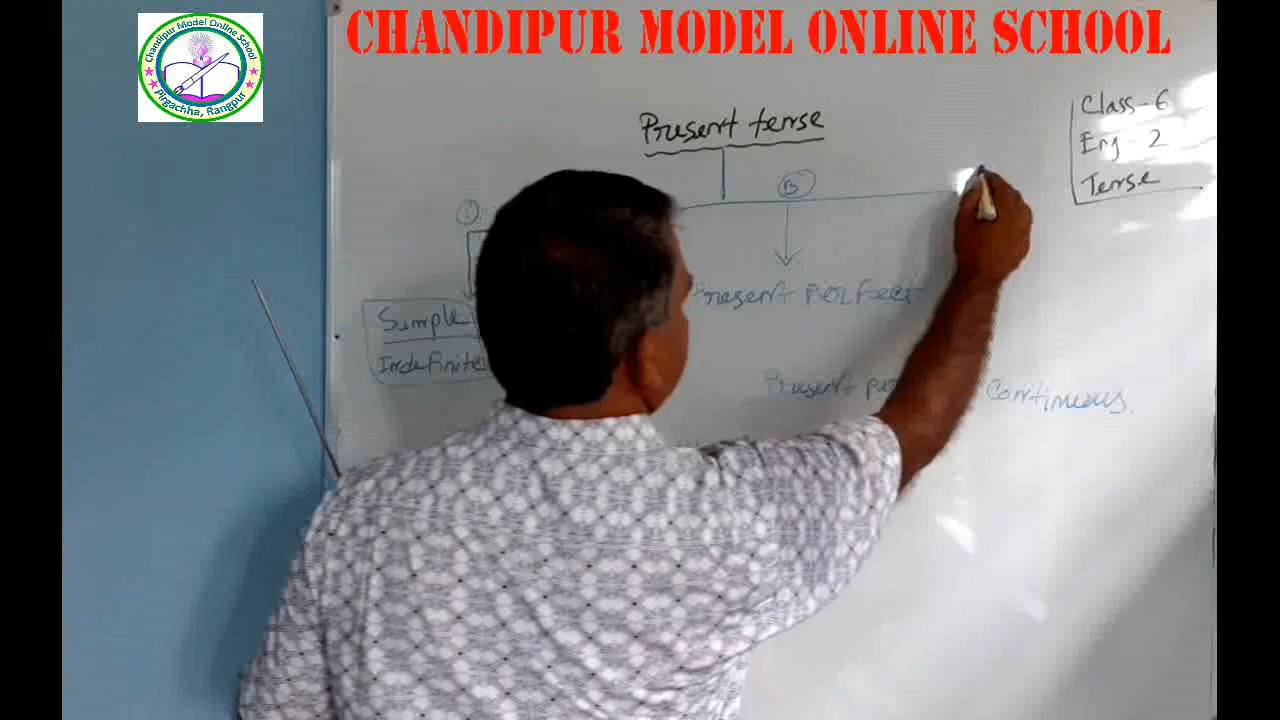 CHANDIPUR MODEL ONLINE SCHOOL
Chandipur Model Online School
Pirgachha, Rangpur
Class-6
Eng - 2
Tense
Present tense
B
Simple
Indefinite
Present Perfect
Present
Continuous.